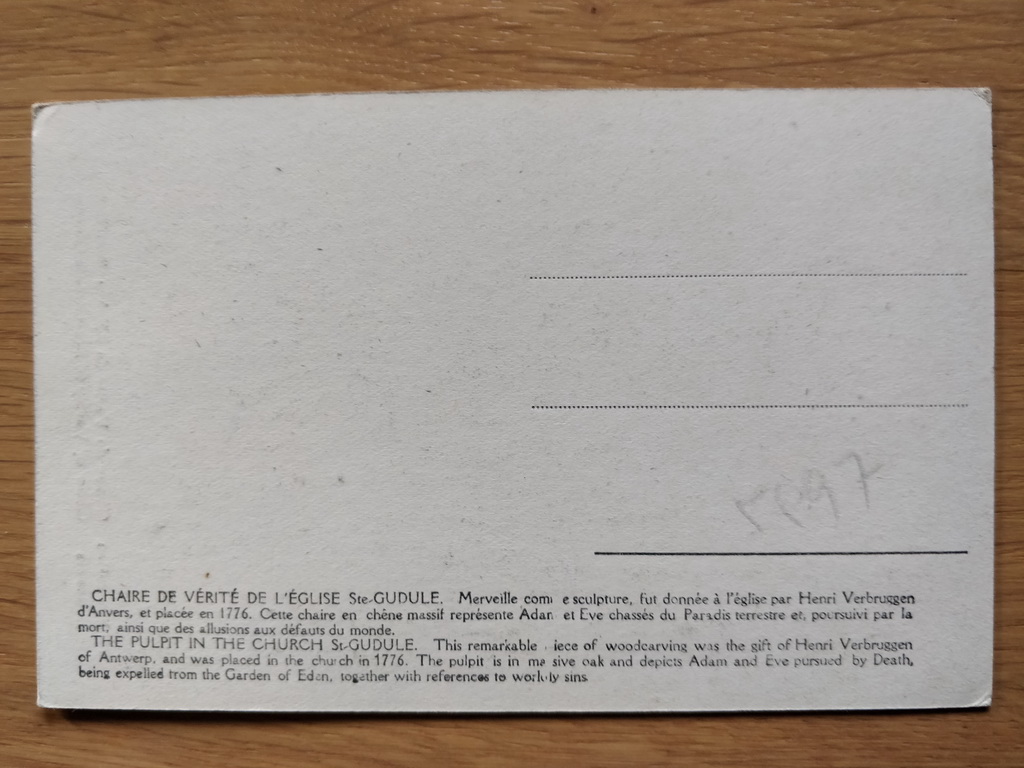 CHAIRE DE VÉRITÉ DE L'ÉGLISE Ste-GUDULE. Merveille com e sculpture, fut donnée à l'église par Henri Verbruggen
d'Anvers, et placée en 1776. Cette chaire en chêne massif représente Adam et Eve chassés du Paradis terrestre et, poursuivi par la
mort, ainsi que des allusions aux défauts du monde.
THE PULPIT IN THE CHURCH St-GUDULE. This remarkable iece of woodcarving was the gift of Henri Verbruggen
of Antwerp, and was placed in the church in 1776. The pulpit is in ma sive oak and depicts Adam and Eve pursued by Death,
being expelled from the Garden of Eden, together with references to workly sins